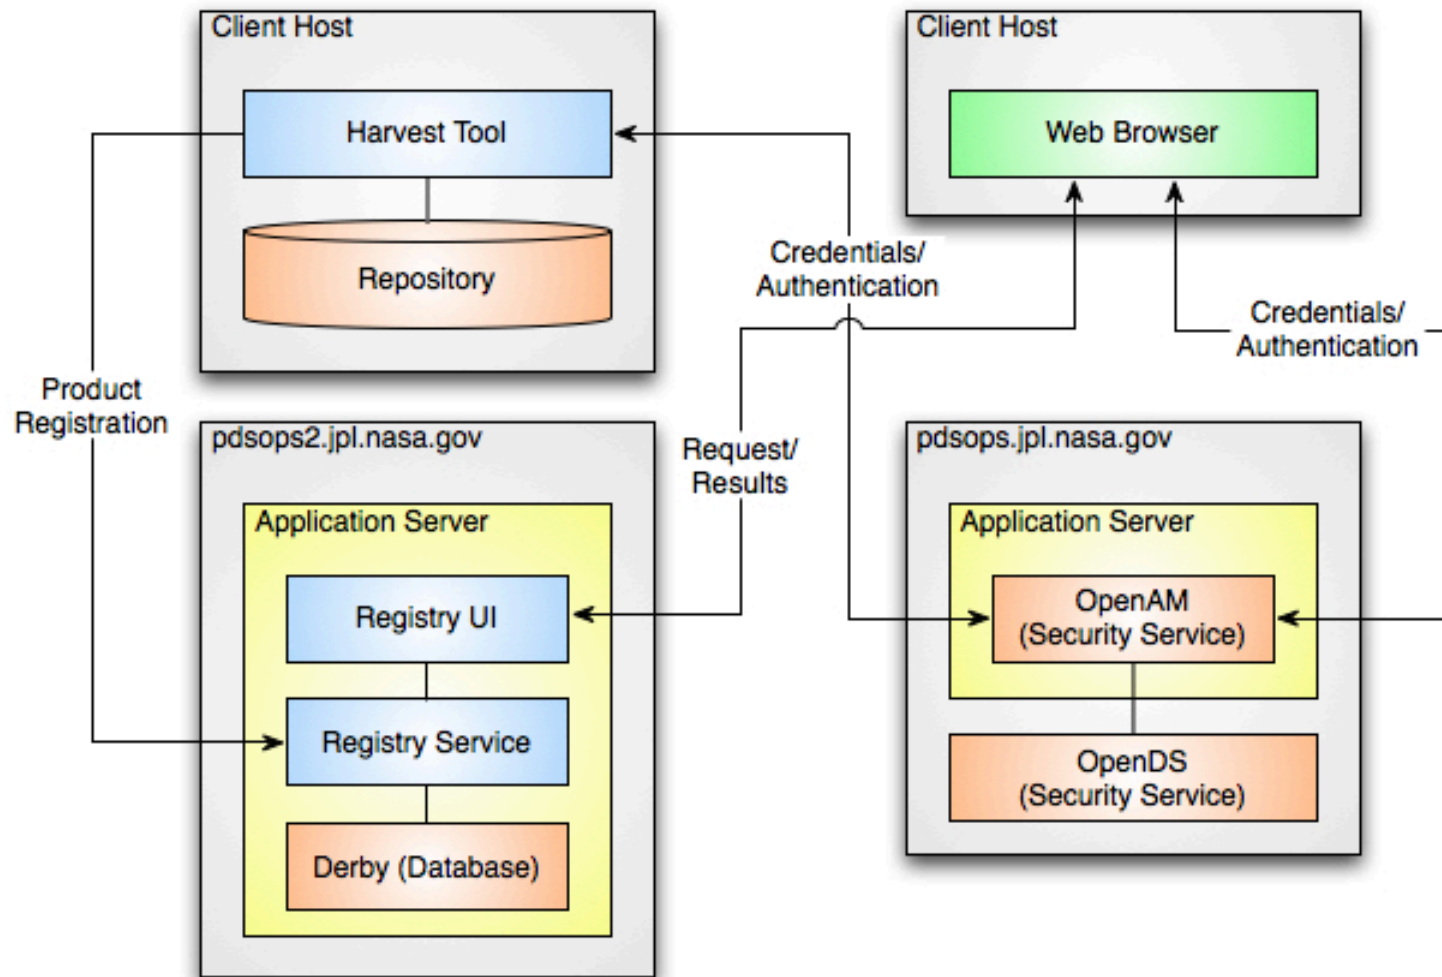 Client Host
Harvest Tool
Repository
Client Host
Web Browser
Credentials/
Authentication
Credentials/
Authentication
Product
Registration
Request/
Results
pdsops2.jpl.nasa.gov
Application Server
Registry UI
Registry Service
Derby (Database)
pdsops.jpl.nasa.gov
Application Server
OpenAM
(Security Service)
OpenDS
(Security Service)